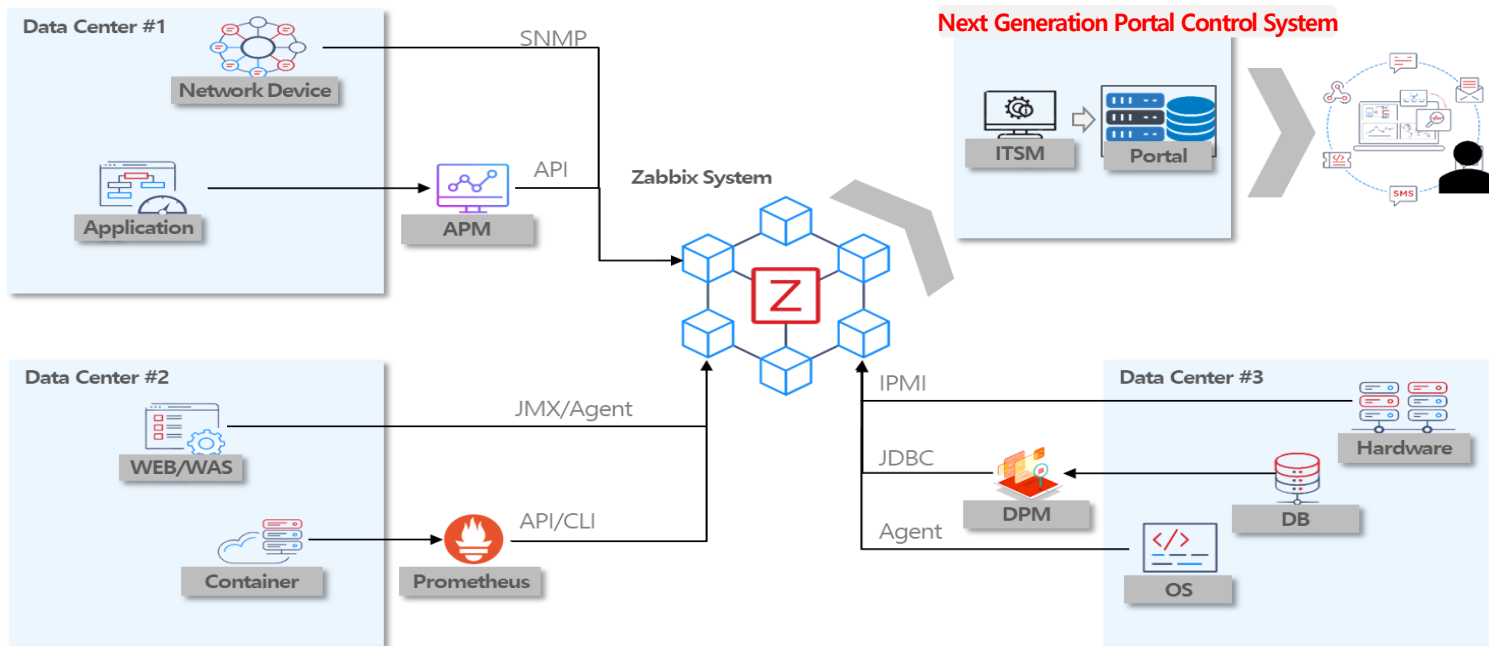 Data Center #1
Network Device
SNMP
Application
APM
API
Zabbix System
Z
Next Generation Portal Control System
ITSM
Portal
SMS
Data Center #2
WEB/WAS
JMX/Agent
Container
Prometheus
API/CLI
Data Center #3
IPMI
Hardware
JDBC
DPM
DB
Agent
</>
OS